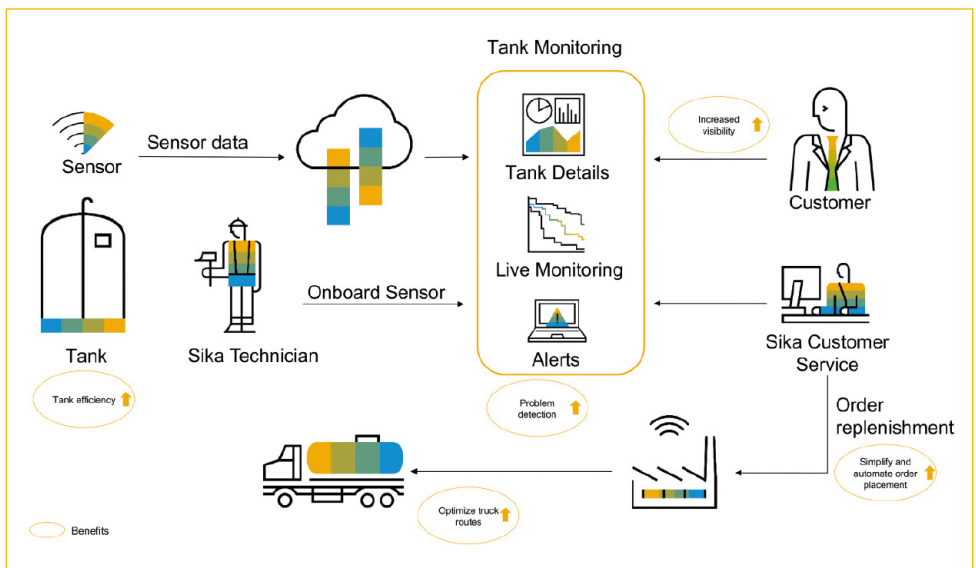 Tank Monitoring
Sensor
Sensor data
Tank Details
Increased
visibility
Customer
Live Monitoring
Onboard Sensor
Alerts
Tank
Sika Technician
Sika Customer
Service
Tank efficiency
Problem
detection
Order
replenishment
Simplify and
automate order
placement
Optimize truck
routes
Benefits